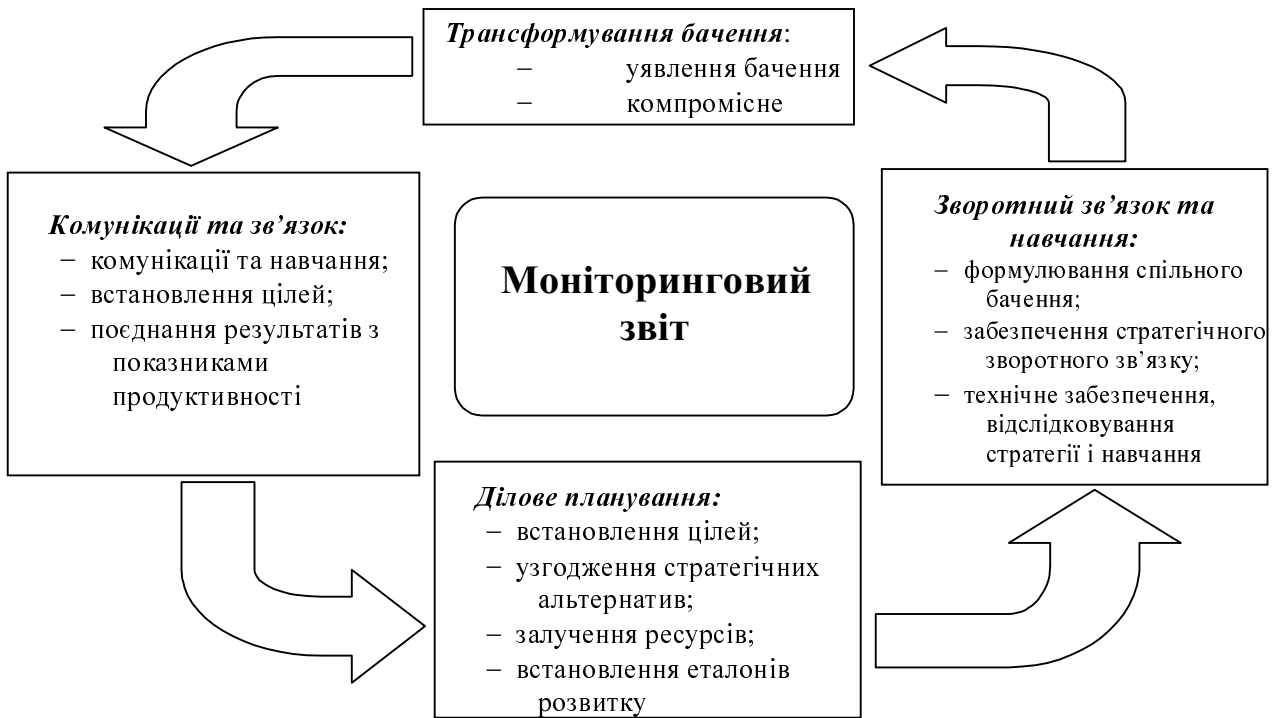 Трансформування бачення:
– уявлення бачення
– компромісне
Комунікації та зв’язок:
– комунікації та навчання;
– встановлення цілей;
– поєднання результатів з
показниками
продуктивності
Моніторинговий
звіт
Зворотний зв’язок та
навчання:
– формулювання спільного
бачення;
– забезпечення стратегічного
зворотного зв’язку;
– технічне забезпечення,
відслідковування
стратегії і навчання
Ділове планування:
– встановлення цілей;
– узгодження стратегічних
альтернатив;
– залучення ресурсів;
– встановлення еталонів
розвитку